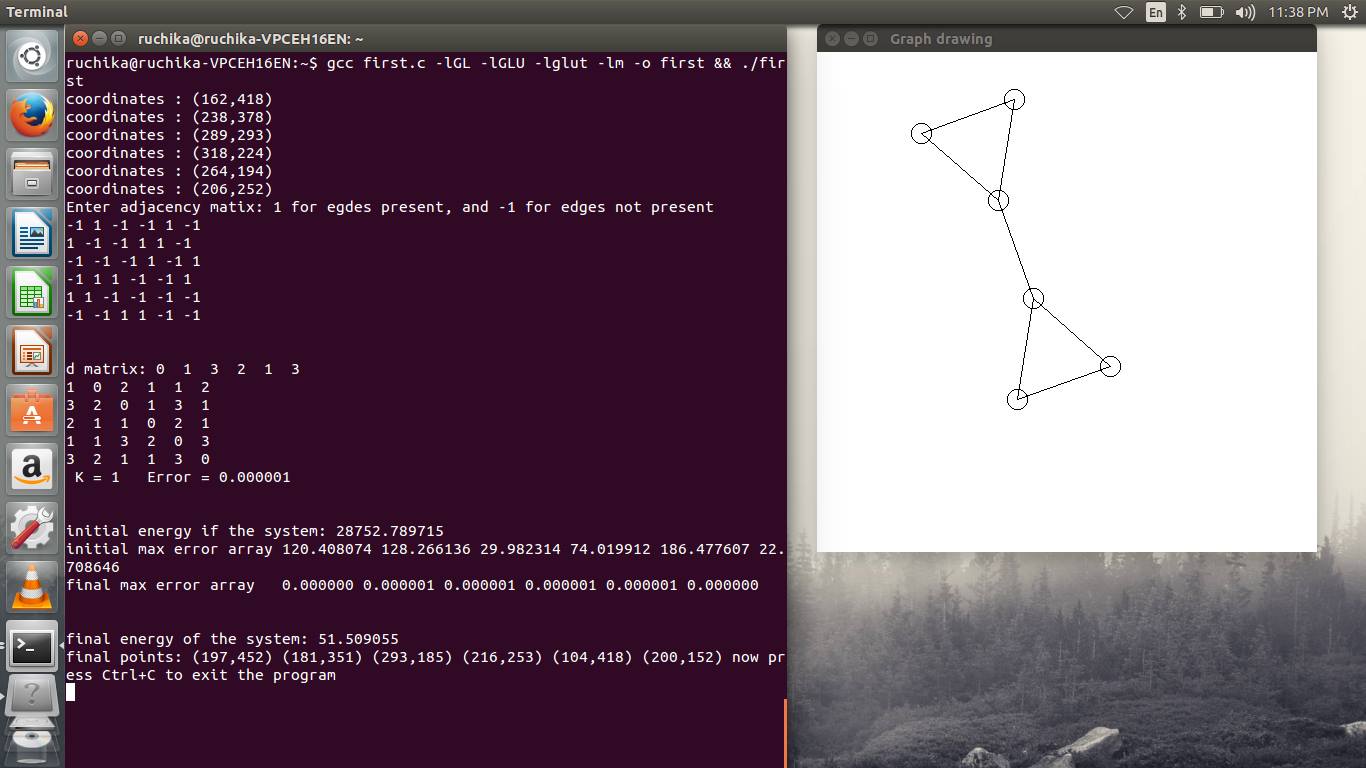 Terminal
En
11:38 PM
ruchika@ruchika-VPCEH16EN: ~
Graph drawing
ruchika@ruchika-VPCEH16EN:~$ gcc first.c -lGL -lGLU -lglut -lm -o first && ./fir
st
coordinates : (162,418)
coordinates : (238,378)
coordinates : (289,293)
coordinates : (318,224)
coordinates : (264,194)
coordinates : (206,252)
Enter adjacency matix: 1 for egdes present, and -1 for edges not present
-1 1 -1 -1 1 -1
1 -1 -1 1 1 -1
-1 -1 -1 1 -1 1
-1 1 1 -1 -1 1
1 1 -1 -1 -1 -1
-1 -1 1 1 -1 -1
d matrix: 0  1  3  2  1  3
1  0  2  1  1  2
3  2  0  1  3  1
2  1  1  0  2  1
1  1  3  2  0  3
3  2  1  1  3  0
 K = 1   Error = 0.000001
initial energy if the system: 28752.789715
initial max error array 120.408074 128.266136 29.982314 74.019912 186.477607 22.
708646
final max error array   0.000000 0.000001 0.000001 0.000001 0.000001 0.000000
final energy of the system: 51.509055
final points: (197,452) (181,351) (293,185) (216,253) (104,418) (200,152) now pr
ess Ctrl+C to exit the program